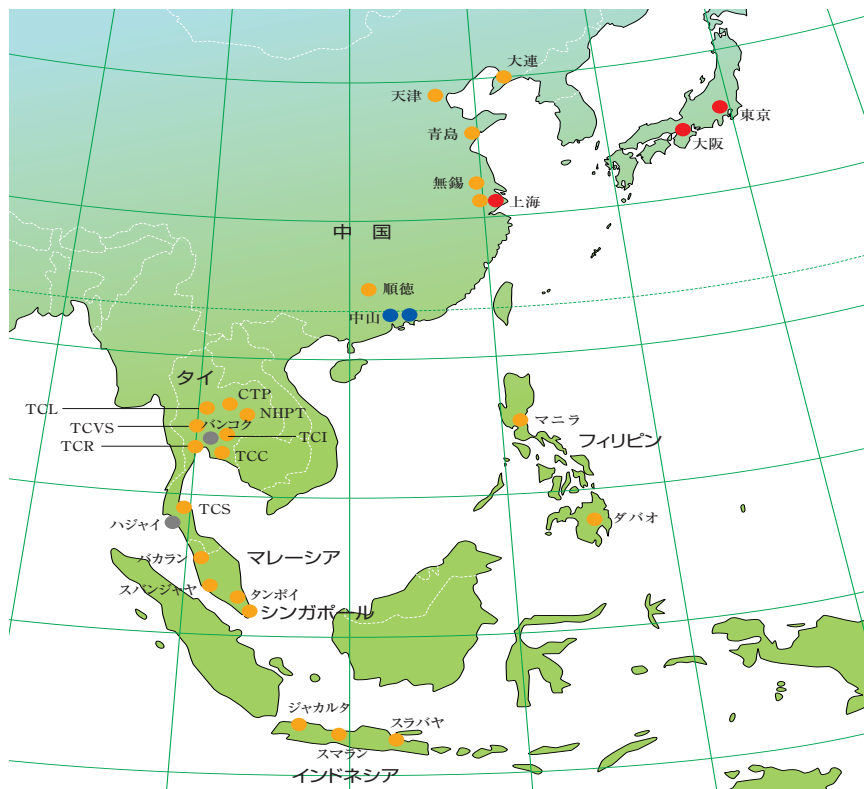 大連
天津
東京
青島
大阪
無錫
上海
中 国
順徳
中山
タイ
CTP
TCL
NHPT
TCVS
バンコク
TCI
TCR
TCC
マニラ
フィリピン
TCS
ハジャイ
ダバオ
バカラン
マレーシア
スバンジャヤ
タンポイ
シンガポール
ジャカルタ
スラバヤ
スマラン
インドネシア